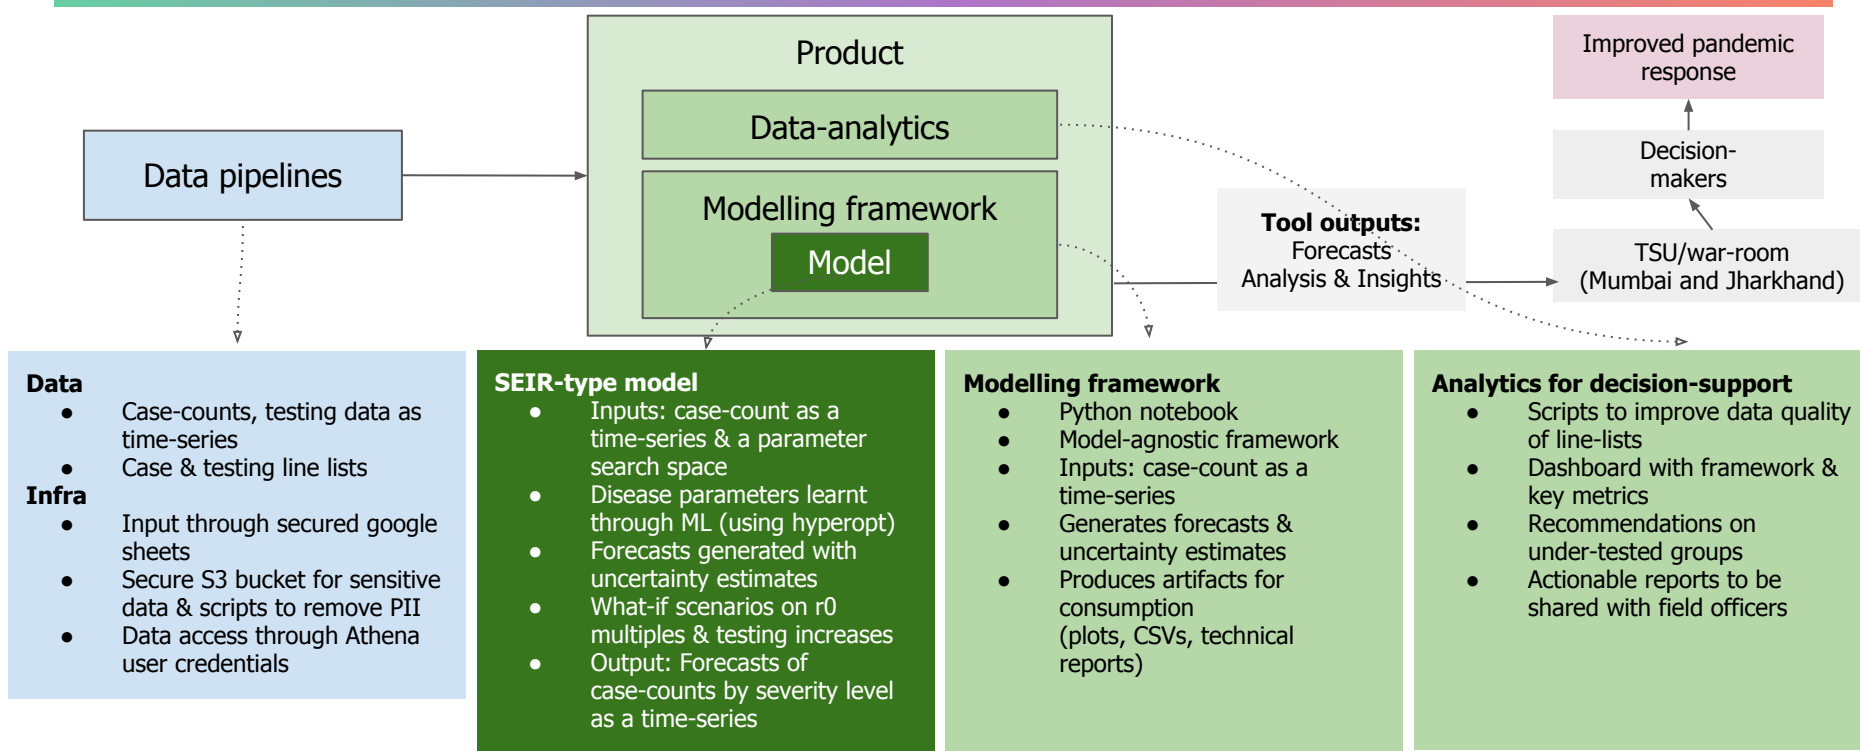 Product
Data-analytics
Modelling framework
Model
Data pipelines
Tool outputs:
Forecasts
Analysis & Insights
Improved pandemic
response
Decision-
makers
TSU/war-room
(Mumbai and Jharkhand)
Data
● Case-counts, testing data as
time-series
● Case & testing line lists
Infra
● Input through secured google
sheets
● Secure S3 bucket for sensitive
data & scripts to remove PII
● Data access through Athena
user credentials
SEIR-type model
● Inputs: case-count as a
time-series & a parameter
search space
● Disease parameters learnt
through ML (using hyperopt)
● Forecasts generated with
uncertainty estimates
● What-if scenarios on r0
multiples & testing increases
● Output: Forecasts of
case-counts by severity level
as a time-series
Modelling framework
● Python notebook
● Model-agnostic framework
● Inputs: case-count as a
time-series
● Generates forecasts &
uncertainty estimates
● Produces artifacts for
consumption
(plots, CSVs, technical
reports)
Analytics for decision-support
● Scripts to improve data quality
of line-lists
● Dashboard with framework &
key metrics
● Recommendations on
under-tested groups
● Actionable reports to be
shared with field officers